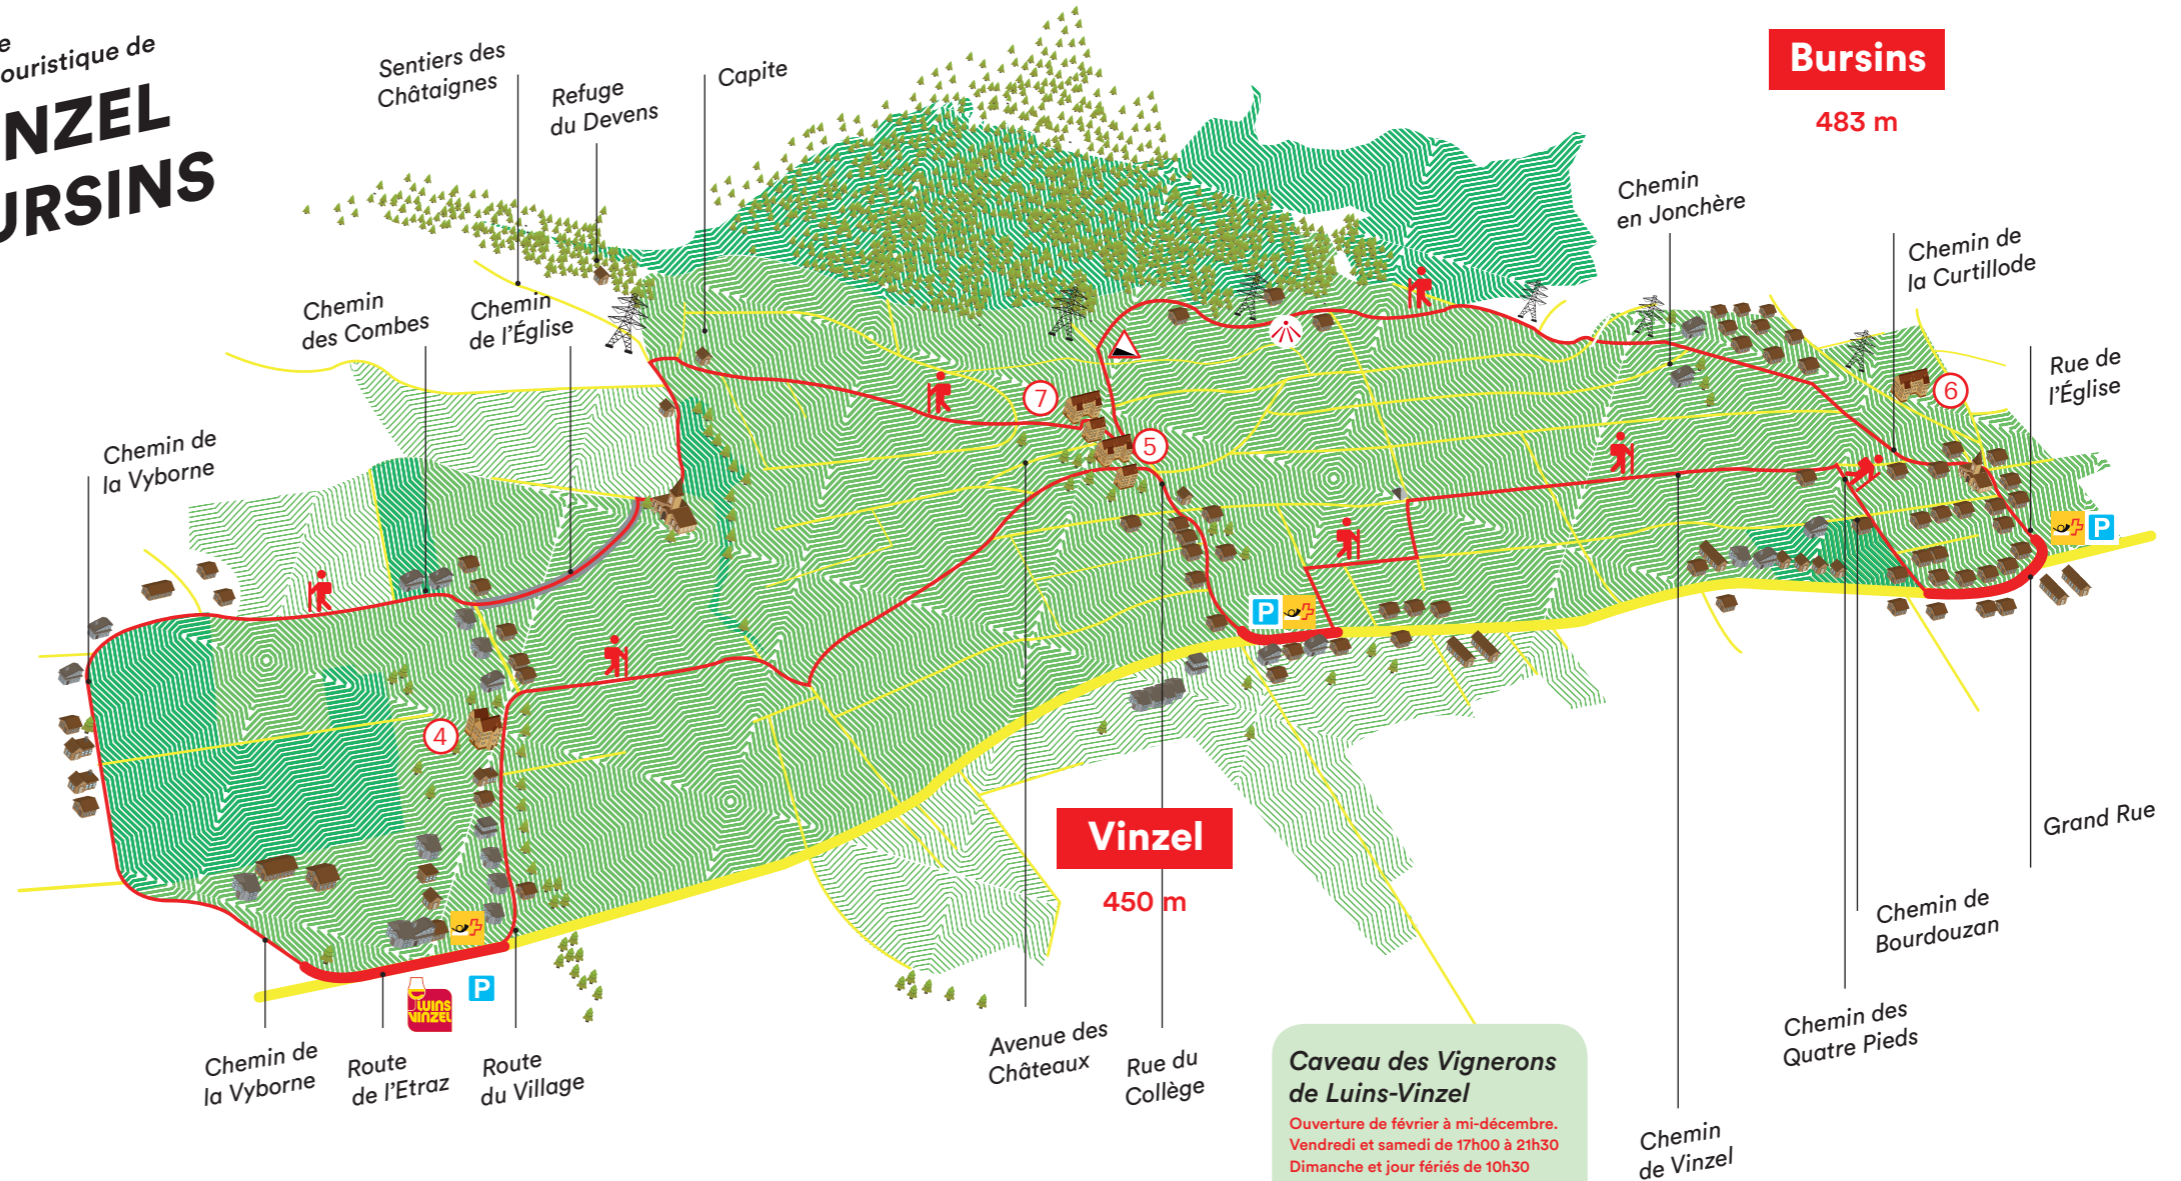 ouristique de
Sentiers des
Châtaignes
Refuge
du Devens
Capite
Bursins
483 m
Chemin
en Jonchère
Chemin de
la Curtillode
Rue de
l'Église
Chemin
des Combes
Chemin
de l'Église
Chemin de
la Vyborne
7
5
6
4
P
P
P
LUINS
VINZEL
Vinzel
450 m
Grand Rue
Chemin de
Bourdouzan
Chemin des
Quatre Pieds
Chemin
de Vinzel
Avenue des
Châteaux
Rue du
Collège
Chemin de
la Vyborne
Route
de l'Etraz
Route
du Village
Caveau des Vignerons
de Luins-Vinzel
Ouverture de février à mi-décembre.
Vendredi et samedi de 17h00 à 21h30
Dimanche et jour fériés de 10h30